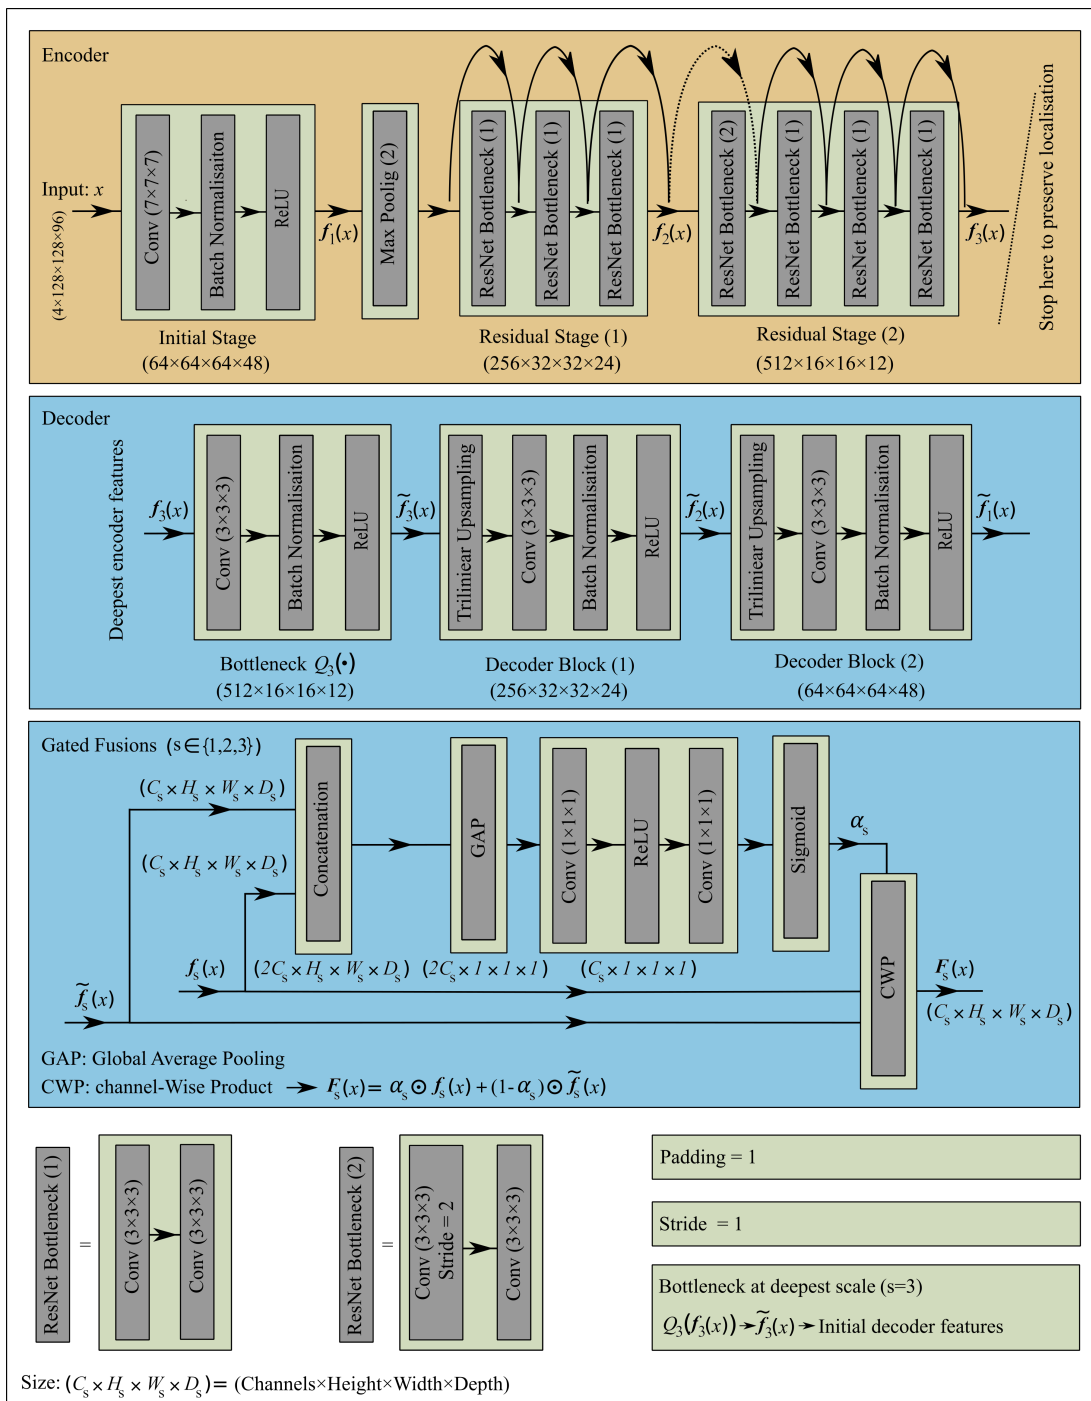 Encoder
Input: x
(4×128×128×96)
Conv (7×7×7)
Batch Normalisaiton
ReLU
f₁(x)
Max Poolig (2)
ResNet Bottleneck (1)
ResNet Bottleneck (1)
ResNet Bottleneck (1)
f₂(x)
ResNet Bottleneck (2)
ResNet Bottleneck (1)
ResNet Bottleneck (1)
ResNet Bottleneck (1)
f₃(x)
Stop here to preserve localisation
Initial Stage
(64×64×64×48)
Residual Stage (1)
(256×32×32×24)
Residual Stage (2)
(512×16×16×12)
Decoder
Deepest encoder features
f₃(x)
Conv (3×3×3)
Batch Normalisaiton
ReLU
f̃₃(x)
Triliniear Upsampling
Conv (3×3×3)
Batch Normalisaiton
ReLU
f̃₂(x)
Triliniear Upsampling
Conv (3×3×3)
Batch Normalisaiton
ReLU
f̃₁(x)
Bottleneck Q₃(•)
(512×16×16×12)
Decoder Block (1)
(256×32×32×24)
Decoder Block (2)
(64×64×64×48)
Gated Fusions (s∈{1,2,3})
(Cₛ×Hₛ×Wₛ×Dₛ)
(Cₛ×Hₛ×Wₛ×Dₛ)
Concatenation
GAP
Conv (1×1×1)
ReLU
Conv (1×1×1)
Sigmoid
αₛ
CWP
fₛ(x)
(2Cₛ×Hₛ×Wₛ×Dₛ)
(2Cₛ×1×1×1)
(Cₛ×1×1×1)
f̃ₛ(x)
Fₛ(x)
(Cₛ×Hₛ×Wₛ×Dₛ)
GAP: Global Average Pooling
CWP: channel-Wise Product → Fₛ(x)= αₛ⊙fₛ(x)+(1-αₛ)⊙f̃ₛ(x)
ResNet Bottleneck (1)
=
Conv (3×3×3)
Conv (3×3×3)
ResNet Bottleneck (2)
=
Conv (3×3×3)
Stride = 2
Conv (3×3×3)
Padding = 1
Stride = 1
Bottleneck at deepest scale (s=3)
Q₃(f₃(x))→f̃₃(x)→Initial decoder features
Size: (Cₛ×Hₛ×Wₛ×Dₛ)= (Channels×Height×Width×Depth)